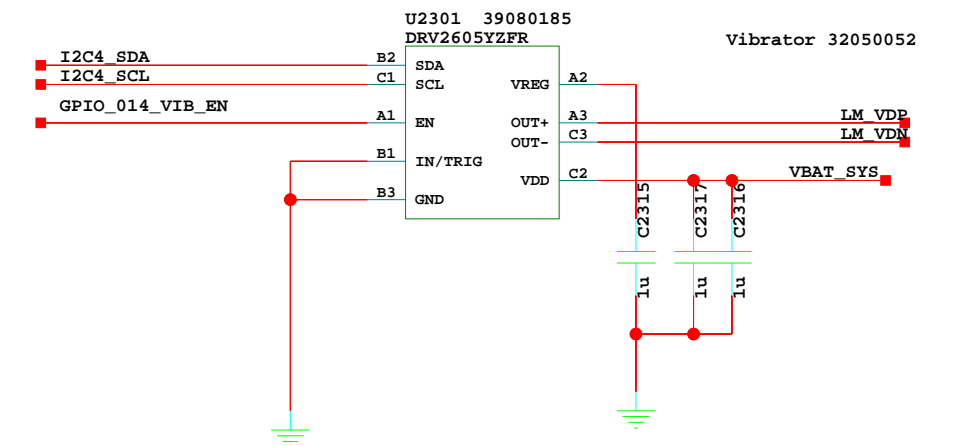 U2301 39080185
DRV2605YZFR
Vibrator 32050052
I2C4_SDA
B2
SDA
I2C4_SCL
C1
SCL
VREG
A2
GPIO_014_VIB_EN
A1
EN
OUT+
A3
LM_VDP
OUT-
C3
LM_VDN
B1
IN/TRIG
VDD
C2
VBAT_SYS
B3
GND
C2315
C2317
C2316
1u
1u
1u